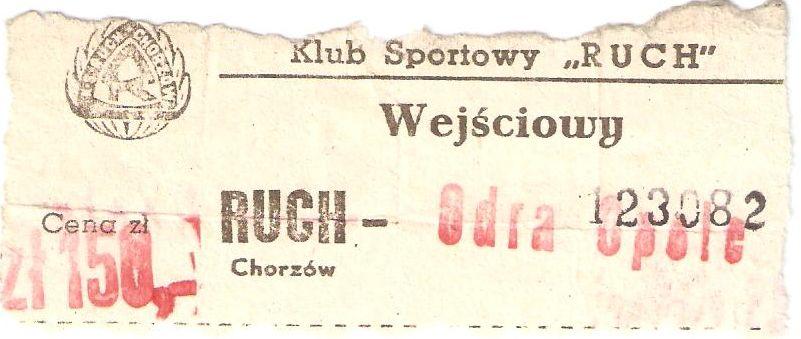 Klub Sportowy „RUCH”
Wejściowy
RUCH – Odra Opole
123082
Chorzów
Cena zł
zł 150,-